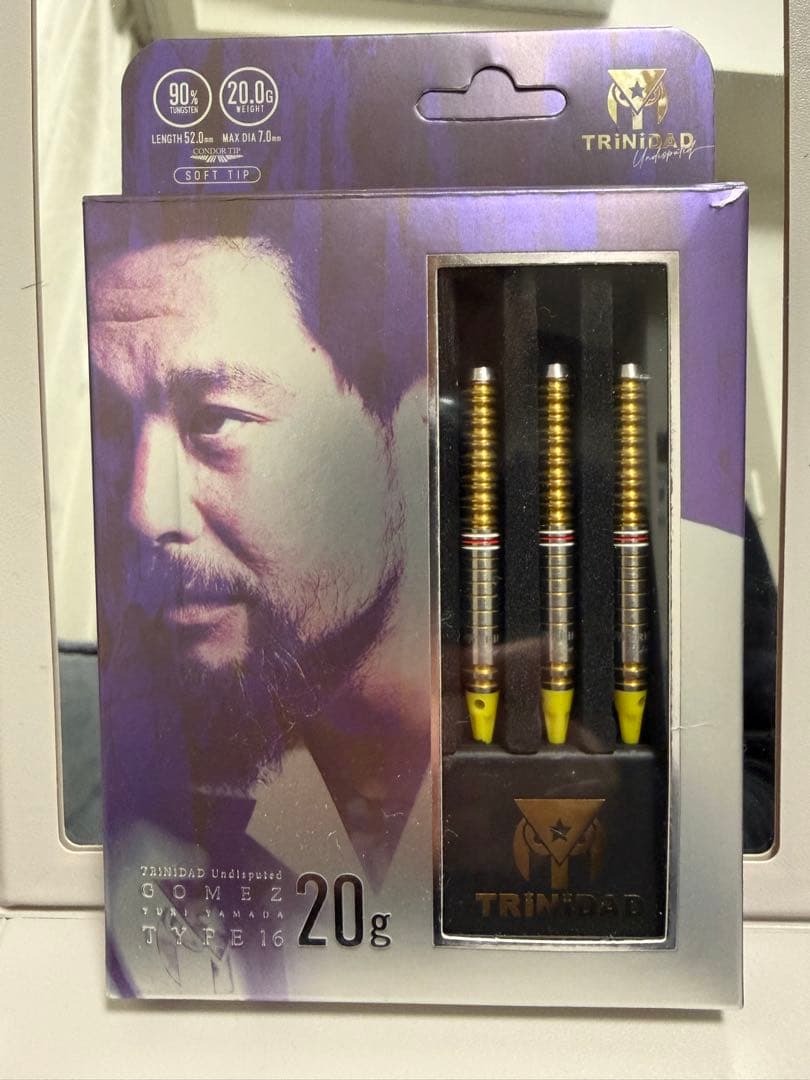 90%
TUNGSTEN
20.0G
WEIGHT
LENGTH 52.0mm MAX DIA 7.0mm
CONDOR TIP
SOFT TIP
TRiNiDAD
Undisputed
TRiNiDAD
TRiNiDAD Undisputed
GOMEZ
YUKI YAMADA
TYPE 16
20g